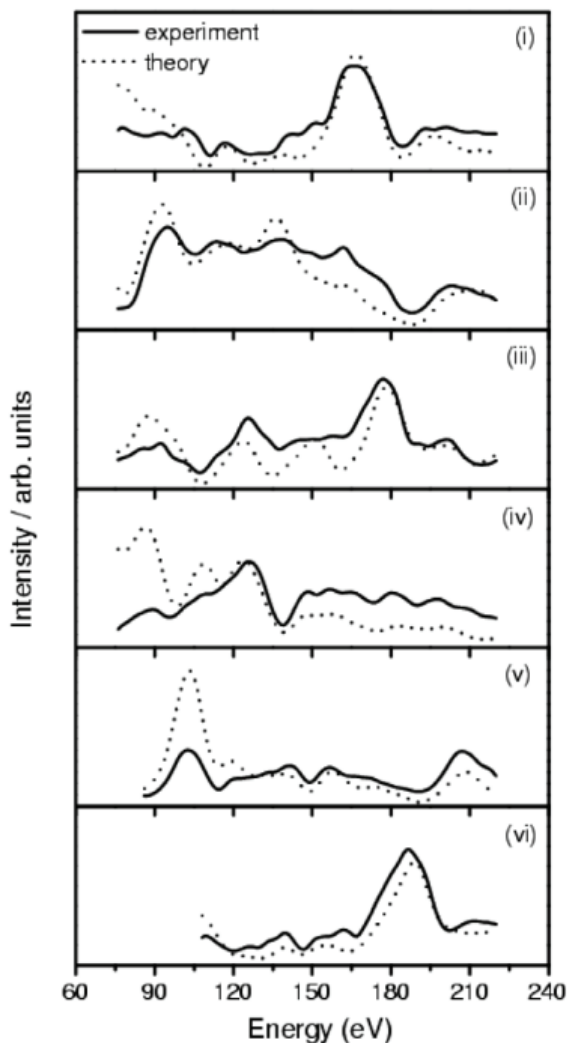 experiment
theory
(i)
(ii)
(iii)
(iv)
(v)
(vi)
Intensity / arb. units
60 90 120 150 180 210 240
Energy (eV)